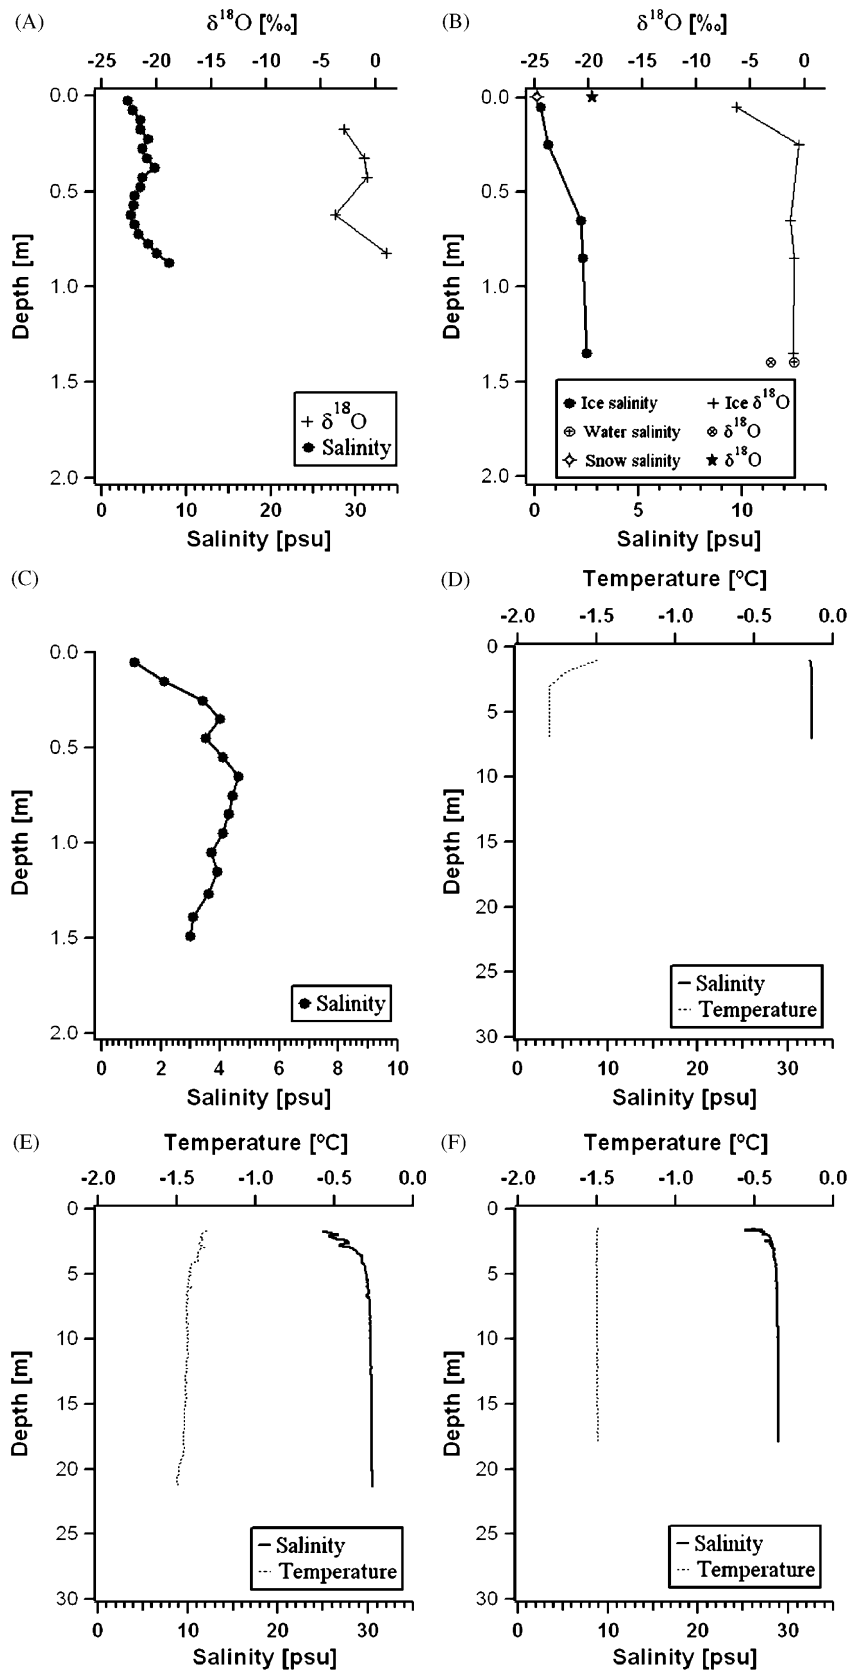 (A)
δ18O [‰]
-25 -20 -15 -10 -5 0
0.0
0.5
1.0
1.5
2.0
Depth [m]
δ18O
Salinity
0 10 20 30
Salinity [psu]
(B)
δ18O [‰]
-25 -20 -15 -10 -5 0
0.0
0.5
1.0
1.5
2.0
Depth [m]
Ice salinity Ice δ18O
Water salinity δ18O
Snow salinity δ18O
0 5 10
Salinity [psu]
(C)
0.0
0.5
1.0
1.5
2.0
Depth [m]
Salinity
0 2 4 6 8 10
Salinity [psu]
(D)
Temperature [ºC]
-2.0 -1.5 -1.0 -0.5 0.0
0
5
10
15
20
25
30
Depth [m]
Salinity
Temperature
0 10 20 30
Salinity [psu]
(E)
Temperature [ºC]
-2.0 -1.5 -1.0 -0.5 0.0
0
5
10
15
20
25
30
Depth [m]
Salinity
Temperature
0 10 20 30
Salinity [psu]
(F)
Temperature [ºC]
-2.0 -1.5 -1.0 -0.5 0.0
0
5
10
15
20
25
30
Depth [m]
Salinity
Temperature
0 10 20 30
Salinity [psu]